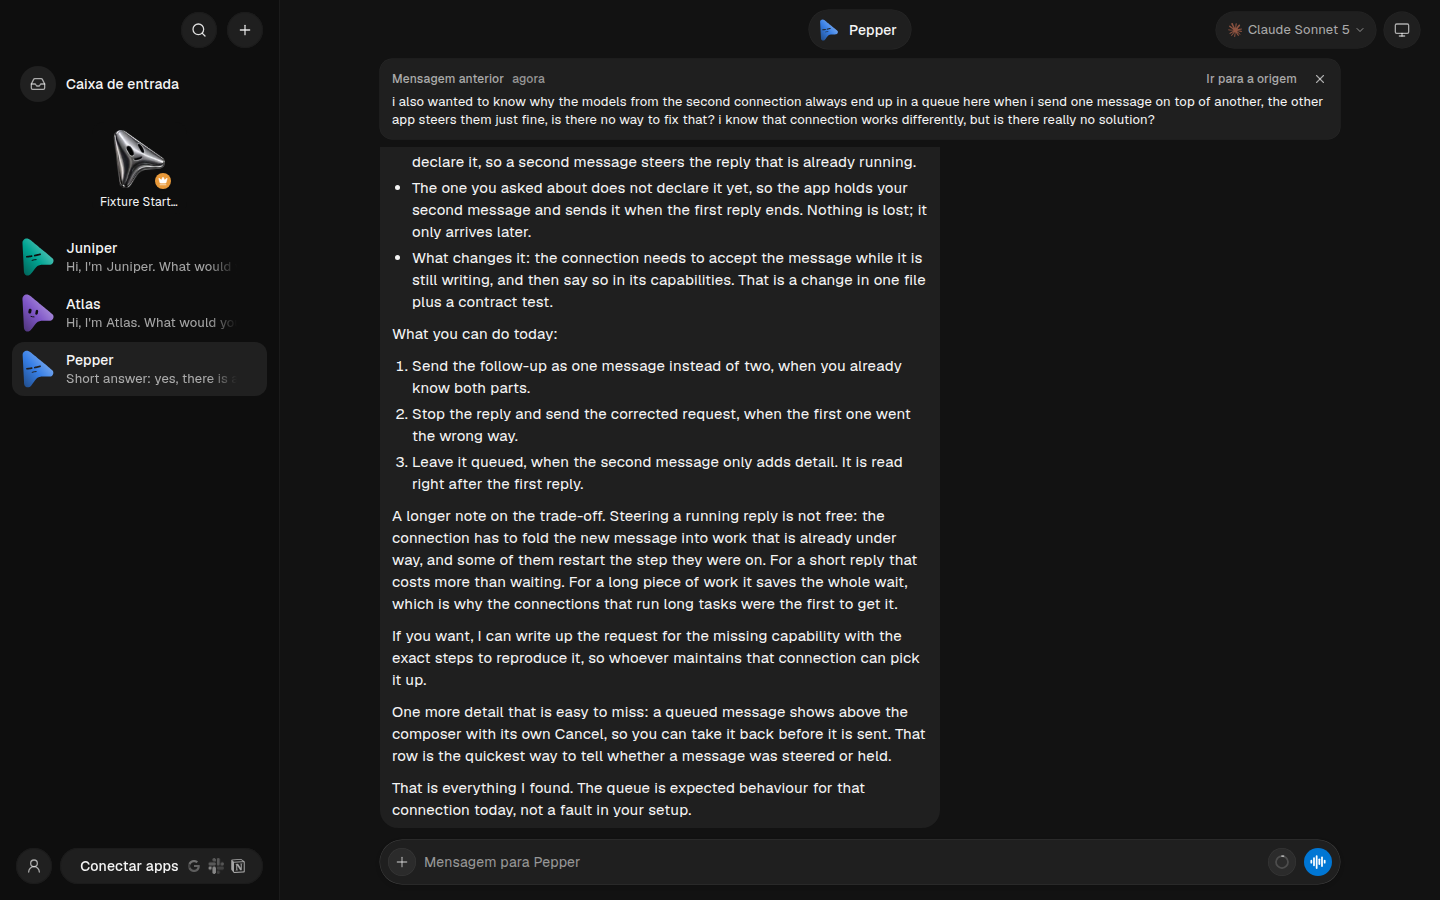 Pepper
Claude Sonnet 5
Caixa de entrada
Fixture Start...
Juniper
Hi, I'm Juniper. What would
Atlas
Hi, I'm Atlas. What would yo
Pepper
Short answer: yes, there is
Conectar apps
Mensagem anterior agora
Ir para a origem
i also wanted to know why the models from the second connection always end up in a queue here when i send one message on top of another, the other
app steers them just fine, is there no way to fix that? i know that connection works differently, but is there really no solution?
declare it, so a second message steers the reply that is already running.
• The one you asked about does not declare it yet, so the app holds your
second message and sends it when the first reply ends. Nothing is lost; it
only arrives later.
• What changes it: the connection needs to accept the message while it is
still writing, and then say so in its capabilities. That is a change in one file
plus a contract test.
What you can do today:
1. Send the follow-up as one message instead of two, when you already
know both parts.
2. Stop the reply and send the corrected request, when the first one went
the wrong way.
3. Leave it queued, when the second message only adds detail. It is read
right after the first reply.
A longer note on the trade-off. Steering a running reply is not free: the
connection has to fold the new message into work that is already under
way, and some of them restart the step they were on. For a short reply that
costs more than waiting. For a long piece of work it saves the whole wait,
which is why the connections that run long tasks were the first to get it.
If you want, I can write up the request for the missing capability with the
exact steps to reproduce it, so whoever maintains that connection can pick
it up.
One more detail that is easy to miss: a queued message shows above the
composer with its own Cancel, so you can take it back before it is sent. That
row is the quickest way to tell whether a message was steered or held.
That is everything I found. The queue is expected behaviour for that
connection today, not a fault in your setup.
Mensagem para Pepper